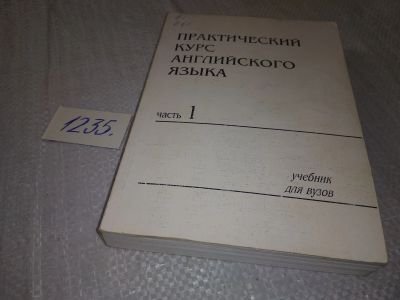 ПРАКТИЧЕСКИЙ
КУРС
АНГЛИЙСКОГО
ЯЗЫКА
часть 1
учебник
для вузов
1235.